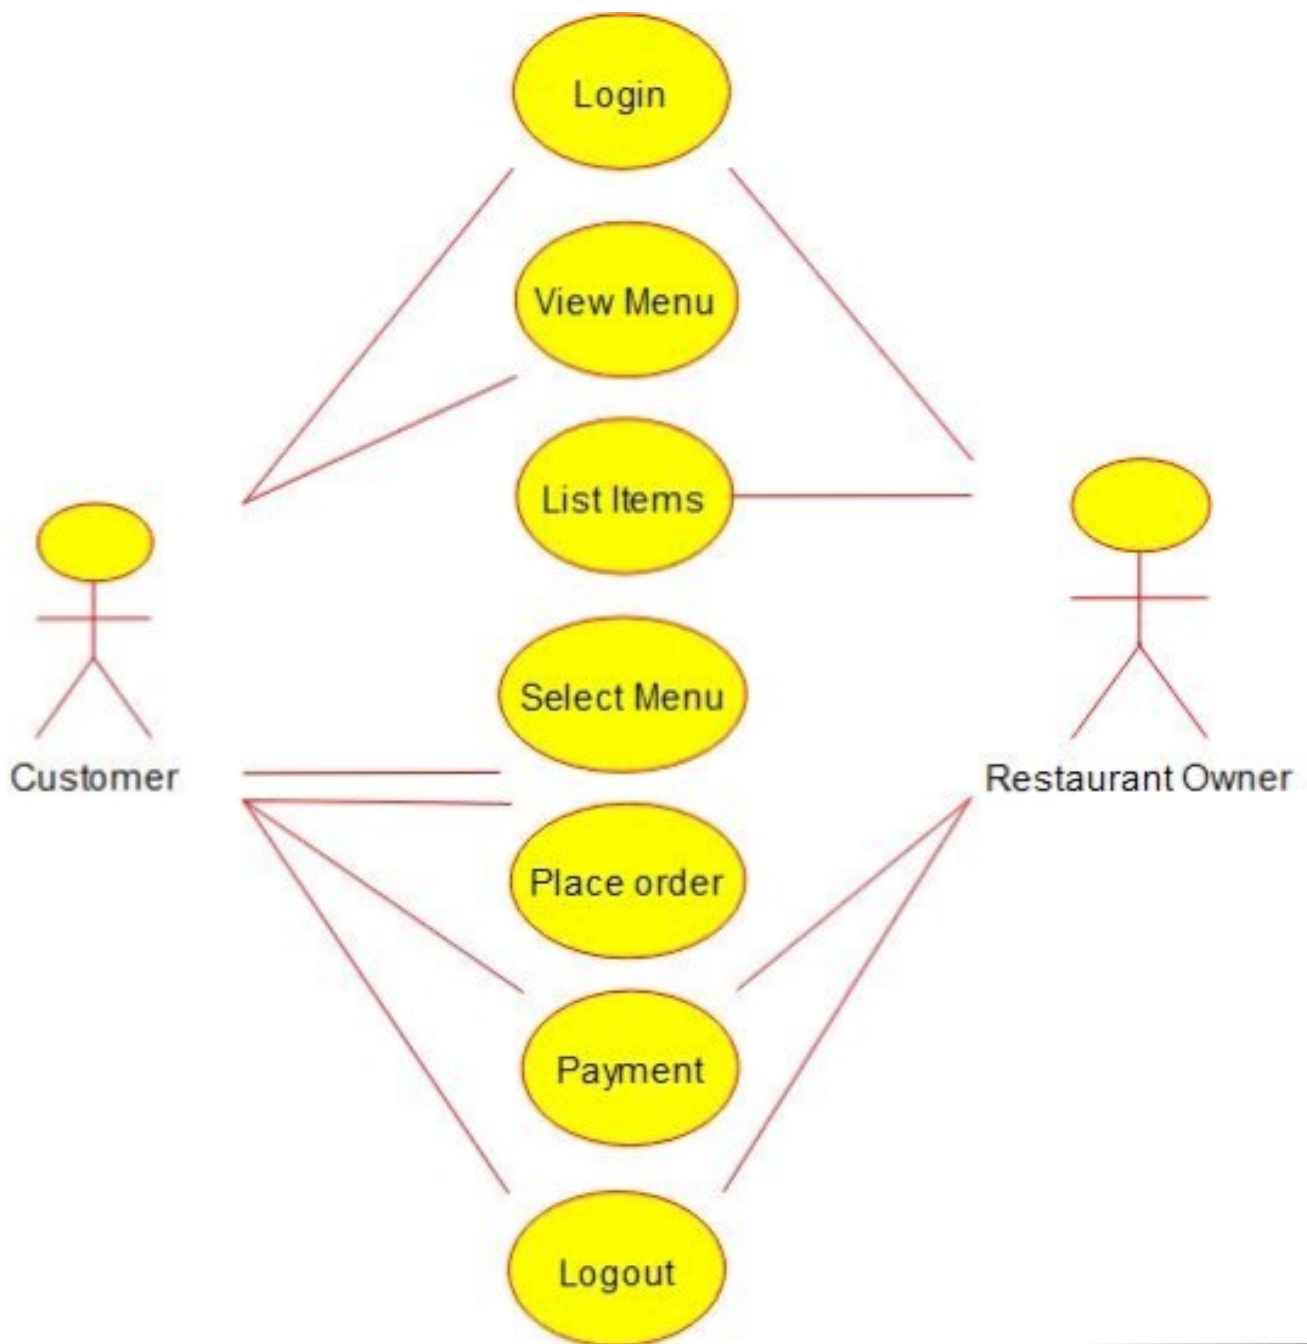 Login
View Menu
List Items
Select Menu
Customer
Restaurant Owner
Place order
Payment
Logout